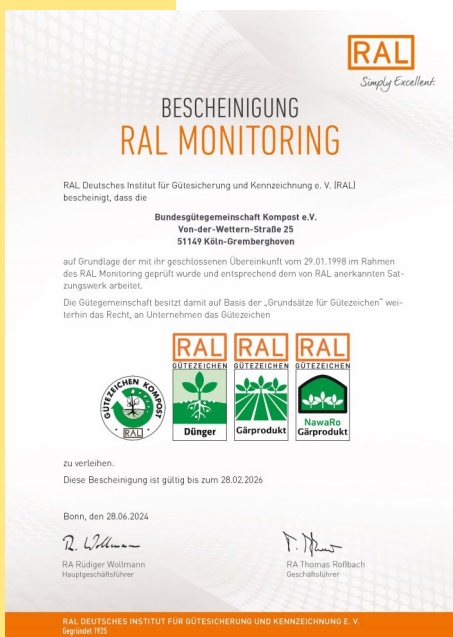 RAL
Simply Excellent.
BESCHEINIGUNG
RAL MONITORING
RAL Deutsches Institut für Gütesicherung und Kennzeichnung e. V. (RAL)
bescheinigt, dass die
Bundesgütegemeinschaft Kompost e.V.
Von-der-Wettern-Straße 25
51149 Köln-Gremberghoven
auf Grundlage der mit ihr geschlossenen Übereinkunft vom 29.01.1998 im Rahmen
des RAL Monitoring geprüft wurde und entsprechend dem von RAL anerkannten Sat-
zungswerk arbeitet.
Die Gütegemeinschaft besitzt damit auf Basis der „Grundsätze für Gütezeichen“ wei-
terhin das Recht, an Unternehmen das Gütezeichen
RAL RAL RAL
GÜTEZEICHEN GÜTEZEICHEN GÜTEZEICHEN
GÜTEZEICHEN KOMPOST
RAL
Dünger
Gärprodukt
NawaRo
Gärprodukt
zu verleihen.
Diese Bescheinigung ist gültig bis zum 28.02.2026
Bonn, den 28.06.2024
R. Wollmann
RA Rüdiger Wollmann
Hauptgeschäftsführer
RA Thomas Roßbach
Geschäftsführer
RAL DEUTSCHES INSTITUT FÜR GÜTESICHERUNG UND KENNZEICHNUNG E. V.
Gegründet 1925